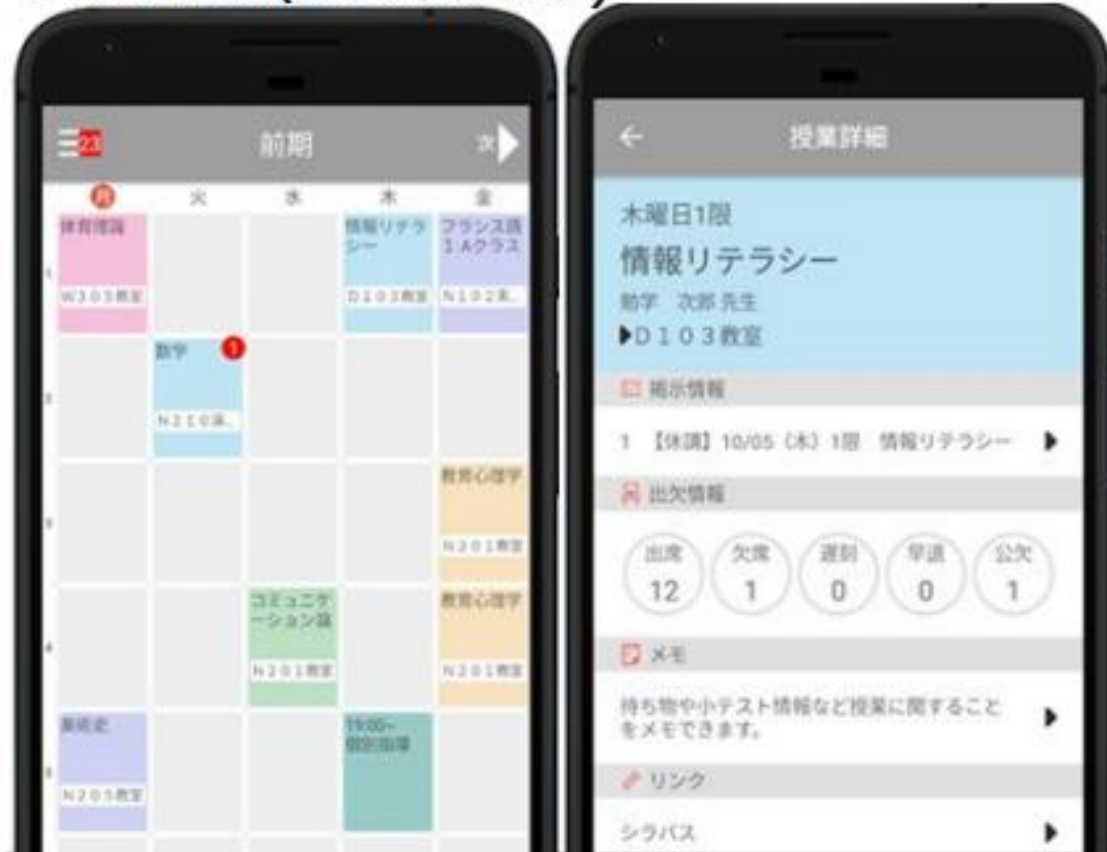 23
前期
次
月 火 水 木 金
1
体育理論
W305教室
情報リテラ
シー
D103教室
フランス語
1 Aクラス
N102
2
数学
1
N210
3
教育心理学
N301教室
4
コミュニケ
ーション論
N201教室
教育心理学
N301教室
5
美術史
N205教室
19:00~
個別指導
授業詳細
木曜日1限
情報リテラシー
勉学 次郎 先生
D103教室
掲示情報
1 【休講】10/05（木）1限 情報リテラシー
出欠情報
出席 欠席 遅刻 早退 公欠
12 1 0 0 1
メモ
持ち物や小テスト情報など授業に関すること
をメモできます。
リンク
シラバス